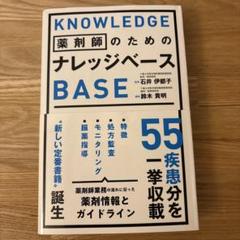 KNOWLEDGE
薬剤師のための
ナレッジベース
BASE
石井 伊都子
鈴木 貴明
特徴
処方監査
モニタリング
服薬指導
55疾患分を
一挙収載
"新しい定番書籍"誕生
薬剤師業務の流れに沿った
薬剤情報と
ガイドライン